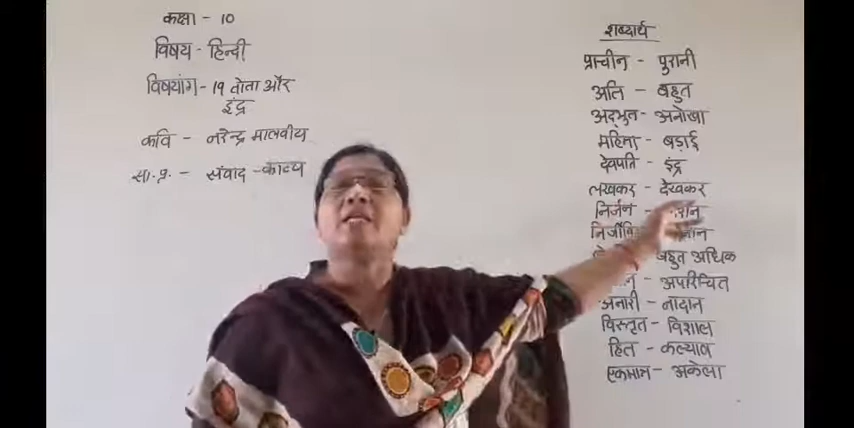 कक्षा - 10
विषय - हिन्दी
विषयांग - 19 तोता और
इंद्र
कवि - नरेन्द्र मालवीय
सा. प्र. - संवाद - काव्य
शब्दार्थ
प्राचीन - पुरानी
अति - बहुत
अद्भुत - अनोखा
महिमा - बड़ाई
देवपति - इंद्र
लखकर - देखकर
निर्जन -
बहुत अधिक
- अपरिचित
अनारी - नादान
विस्तृत - विशाल
हित - कल्याण
एकमात्र - अकेला